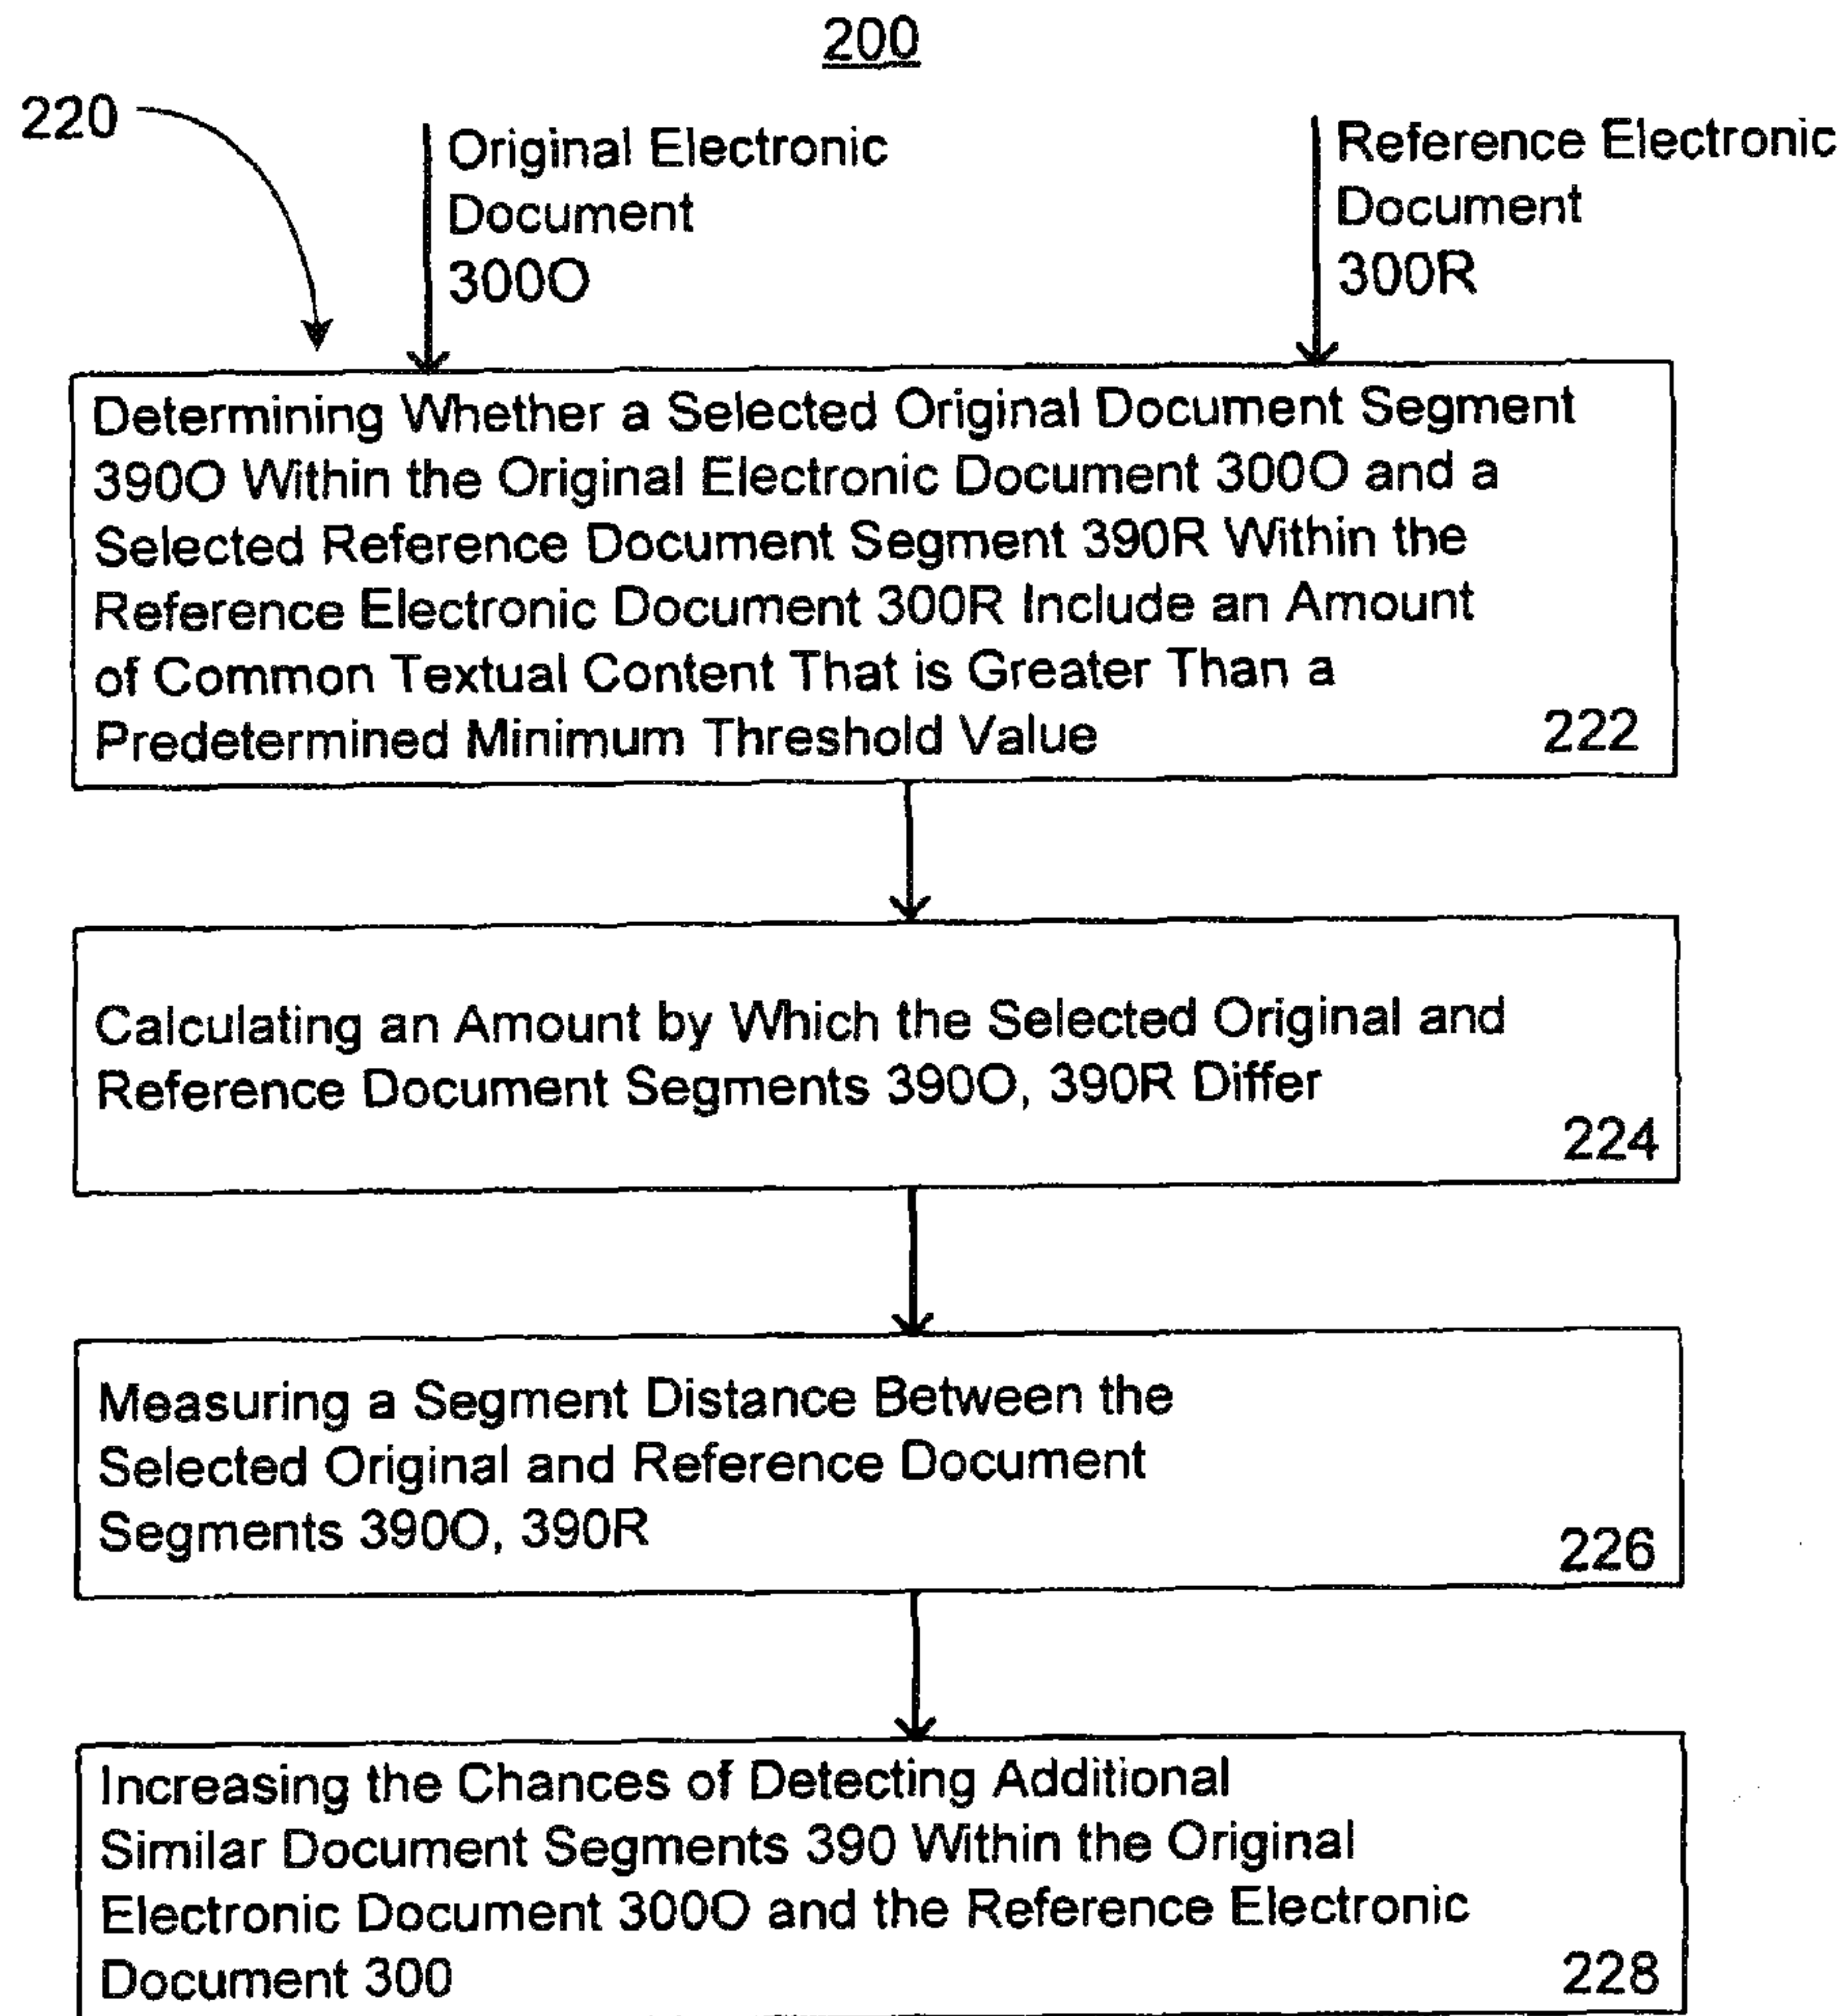 200
220
Original Electronic
Document
300O
Reference Electronic
Document
300R
Determining Whether a Selected Original Document Segment
390O Within the Original Electronic Document 300O and a
Selected Reference Document Segment 390R Within the
Reference Electronic Document 300R Include an Amount
of Common Textual Content That is Greater Than a
Predetermined Minimum Threshold Value
222
Calculating an Amount by Which the Selected Original and
Reference Document Segments 390O, 390R Differ
224
Measuring a Segment Distance Between the
Selected Original and Reference Document
Segments 390O, 390R
226
Increasing the Chances of Detecting Additional
Similar Document Segments 390 Within the Original
Electronic Document 300O and the Reference Electronic
Document 300
228